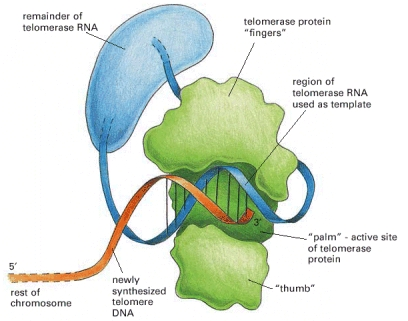 remainder of
telomerase RNA
telomerase protein
"fingers"
region of
telomerase RNA
used as template
3'
"palm" - active site
of telomerase
protein
5'
rest of
chromosome
newly
synthesized
telomere
DNA
"thumb"